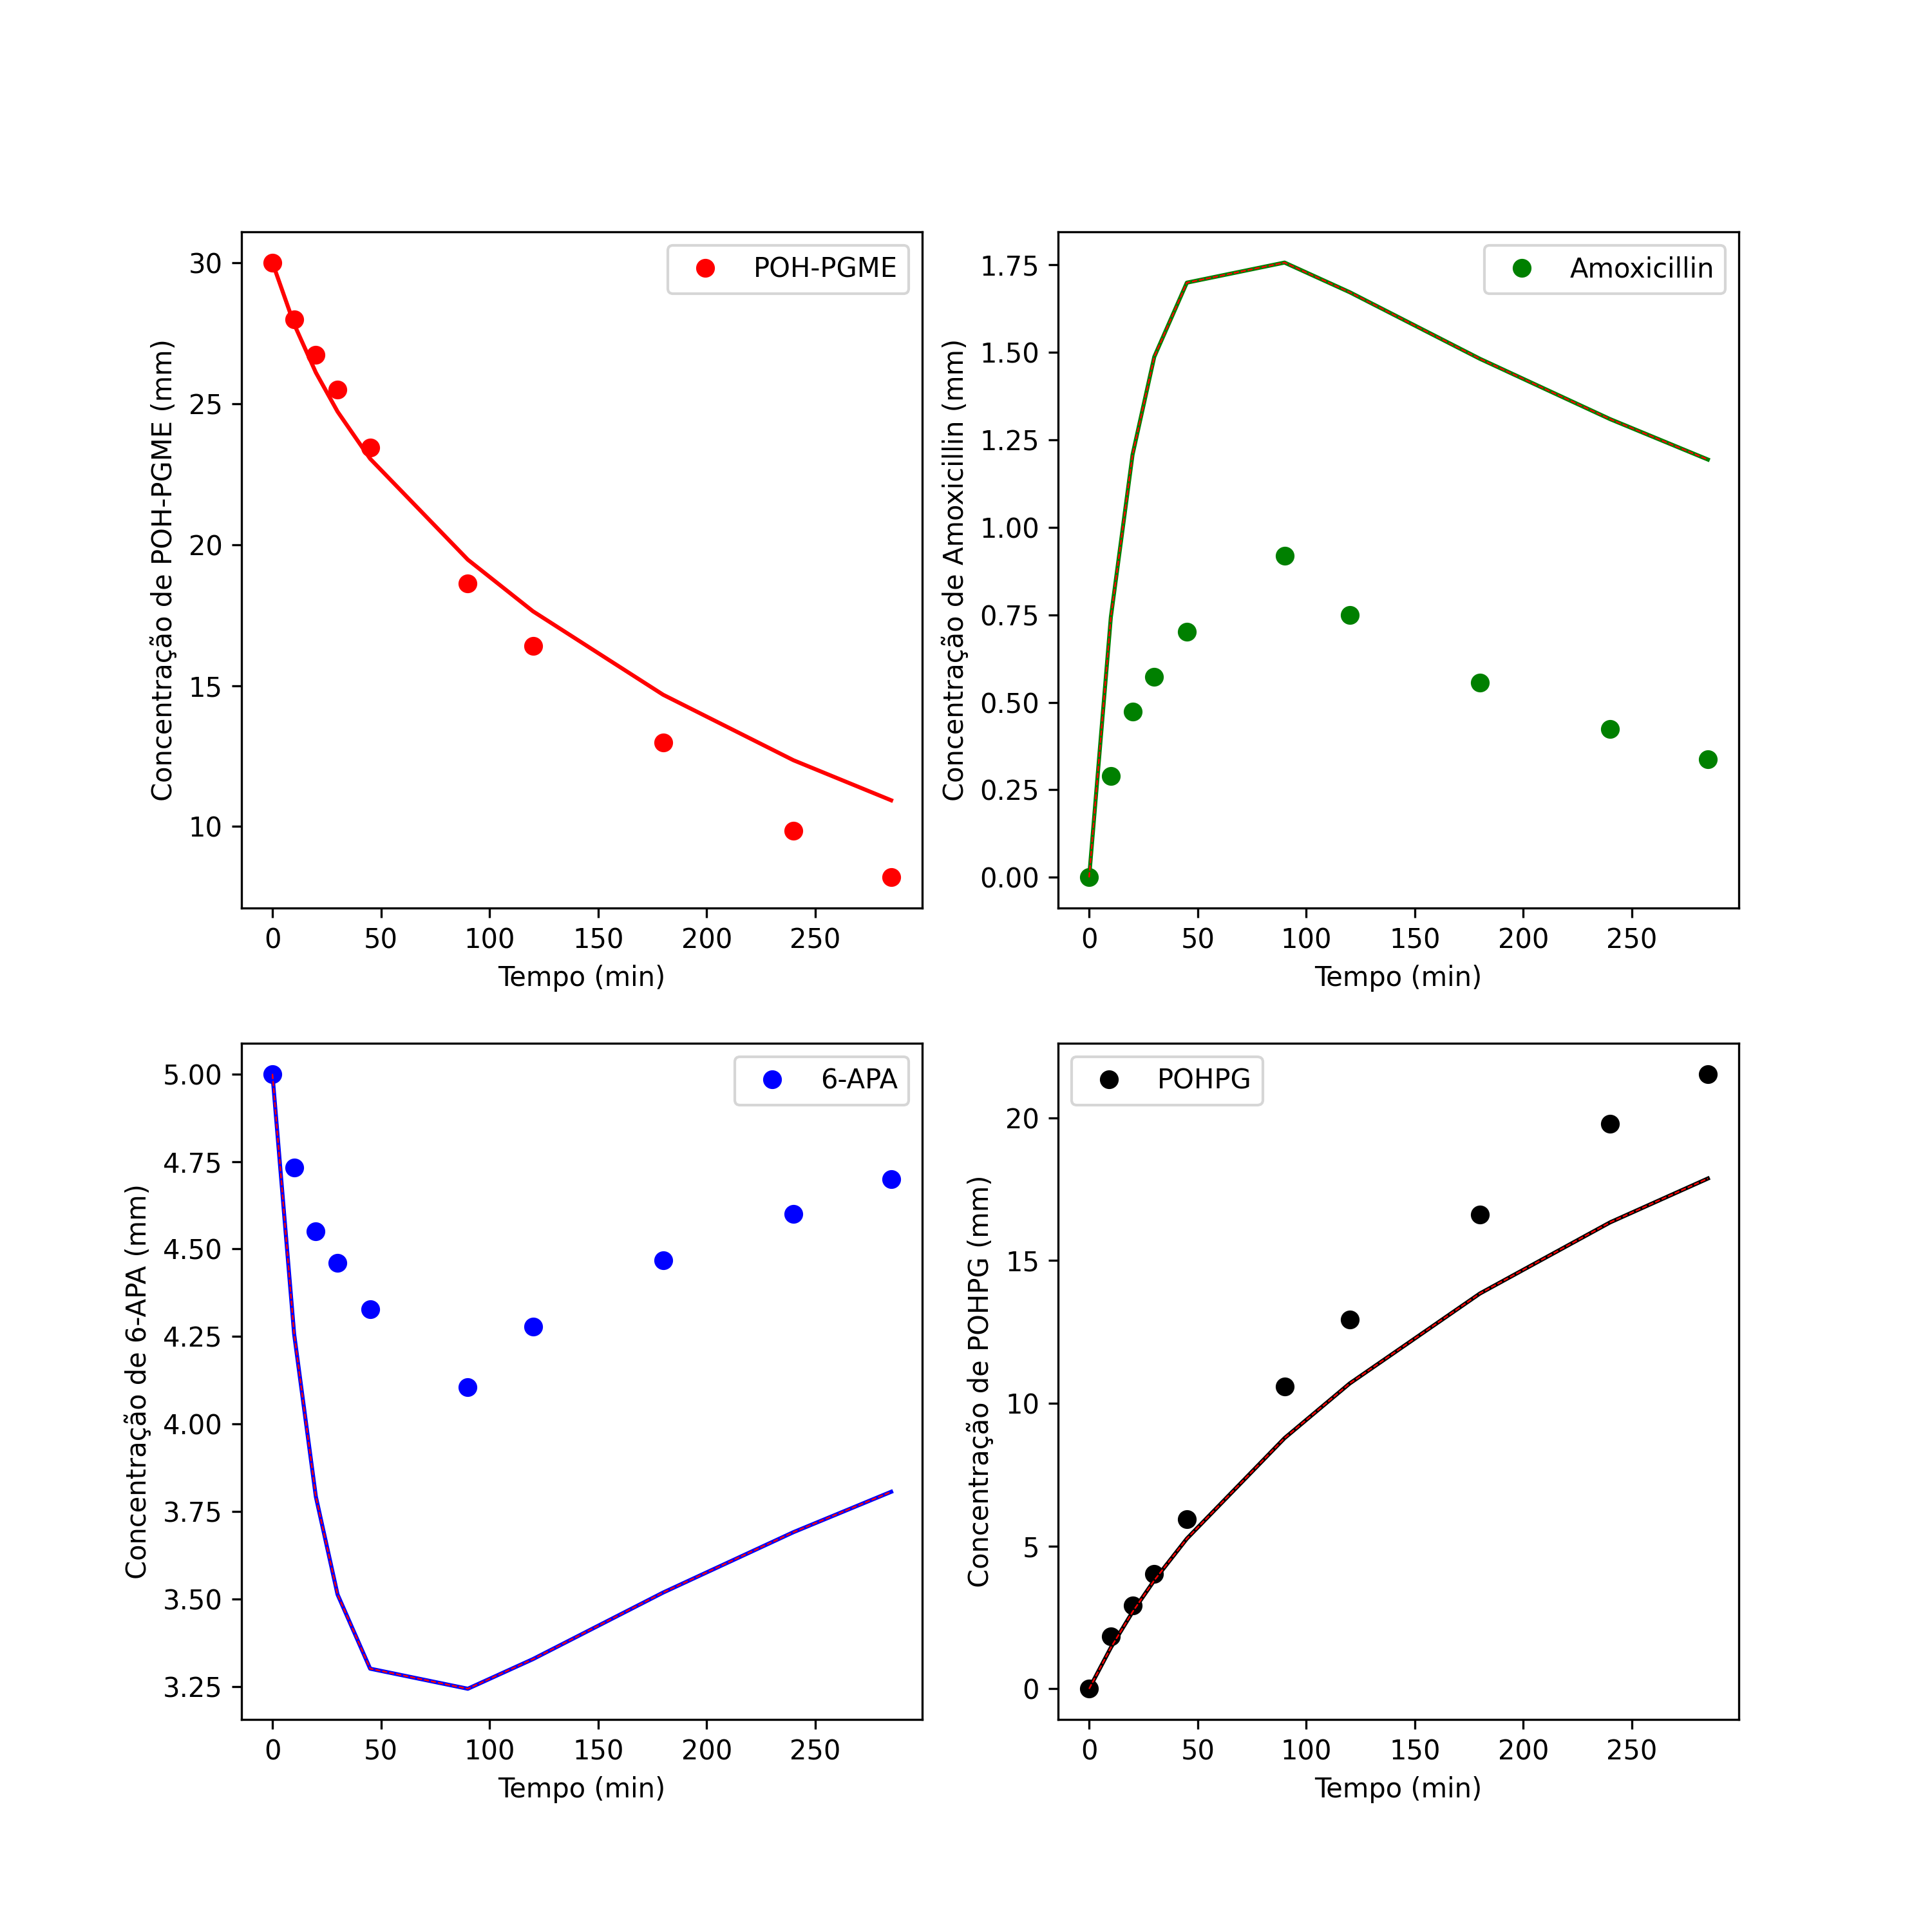 POH-PGME
30
25
20
15
10
Concentração de POH-PGME (mm)
0 50 100 150 200 250
Tempo (min)
Amoxicillin
1.75
1.50
1.25
1.00
0.75
0.50
0.25
0.00
Concentração de Amoxicillin (mm)
0 50 100 150 200 250
Tempo (min)
6-APA
5.00
4.75
4.50
4.25
4.00
3.75
3.50
3.25
Concentração de 6-APA (mm)
0 50 100 150 200 250
Tempo (min)
POHPG
20
15
10
5
0
Concentração de POHPG (mm)
0 50 100 150 200 250
Tempo (min)